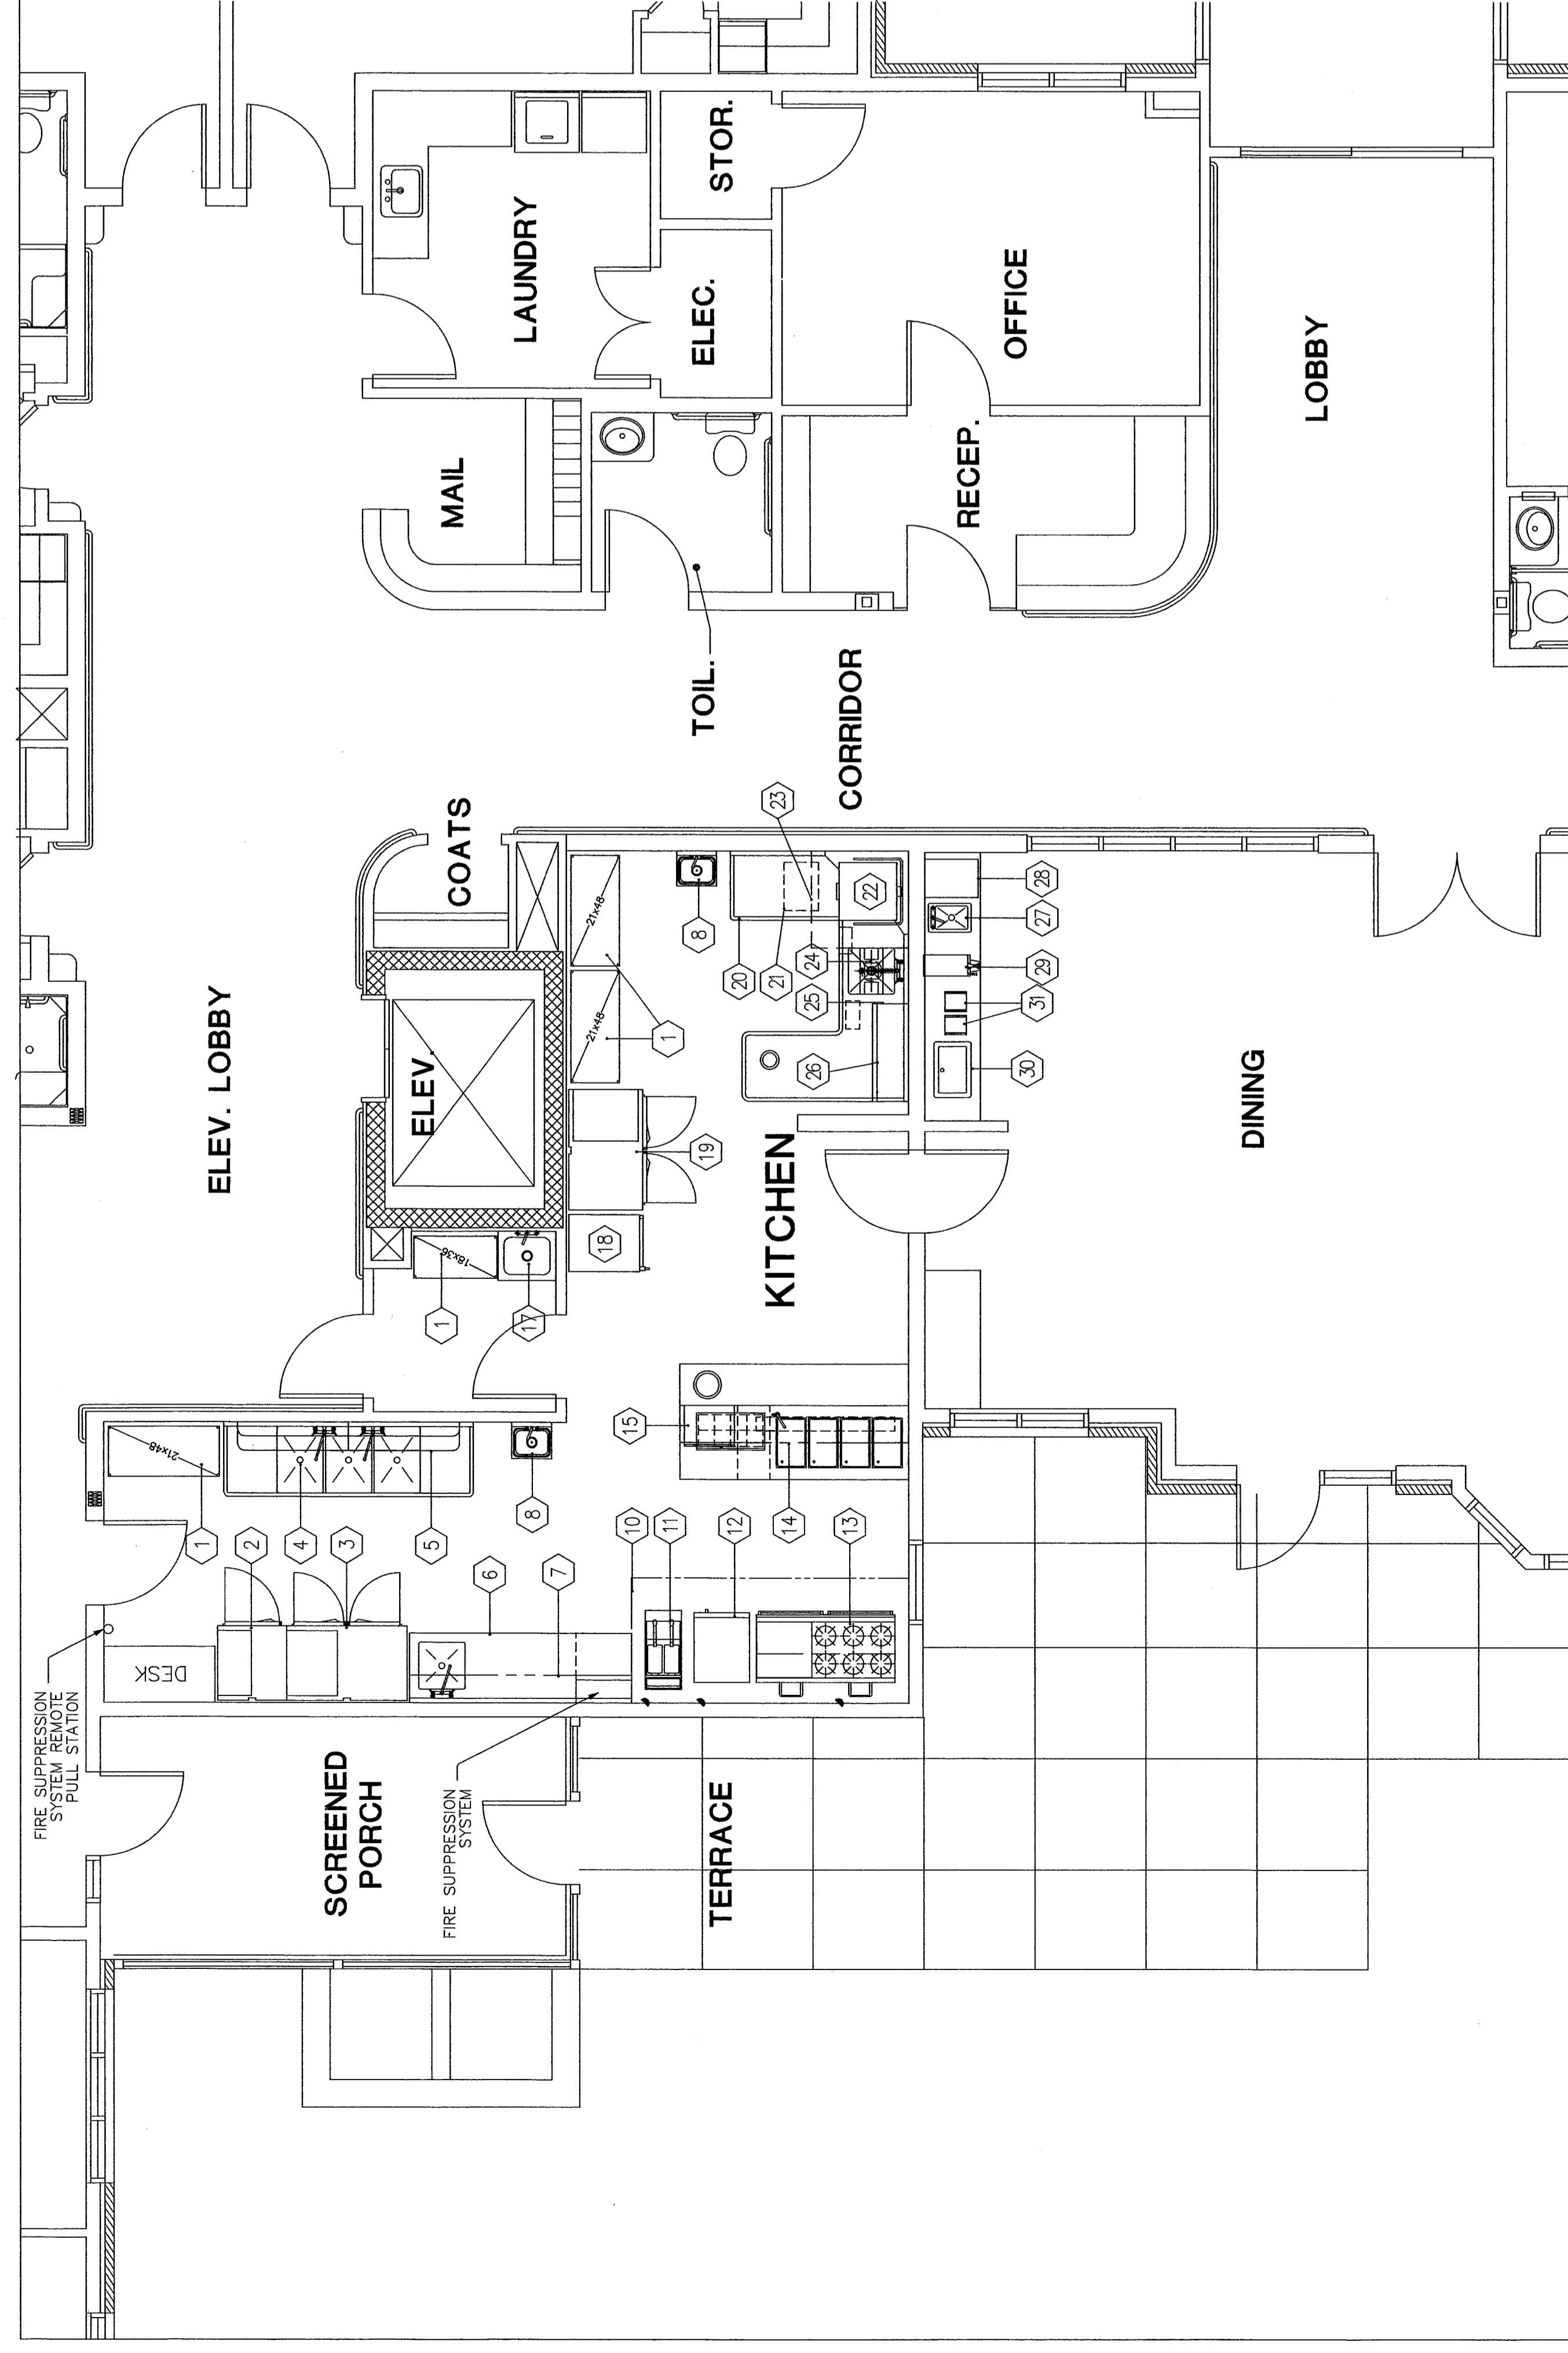 FIRE SUPPRESSION
SYSTEM REMOTE
PULL STATION
DESK
SCREENED
PORCH
FIRE SUPPRESSION
SYSTEM
TERRACE
21x48
1
2
4
3
5
6
7
8
10
11
12
14
13
15
ELEV. LOBBY
ELEV.
18x36
1
17
18
19
KITCHEN
21x48
21x48
1
8
20
21
23
22
24
25
26
28
27
29
31
30
DINING
COATS
CORRIDOR
TOIL.
MAIL
RECEP.
LAUNDRY
ELEC.
STOR.
OFFICE
LOBBY